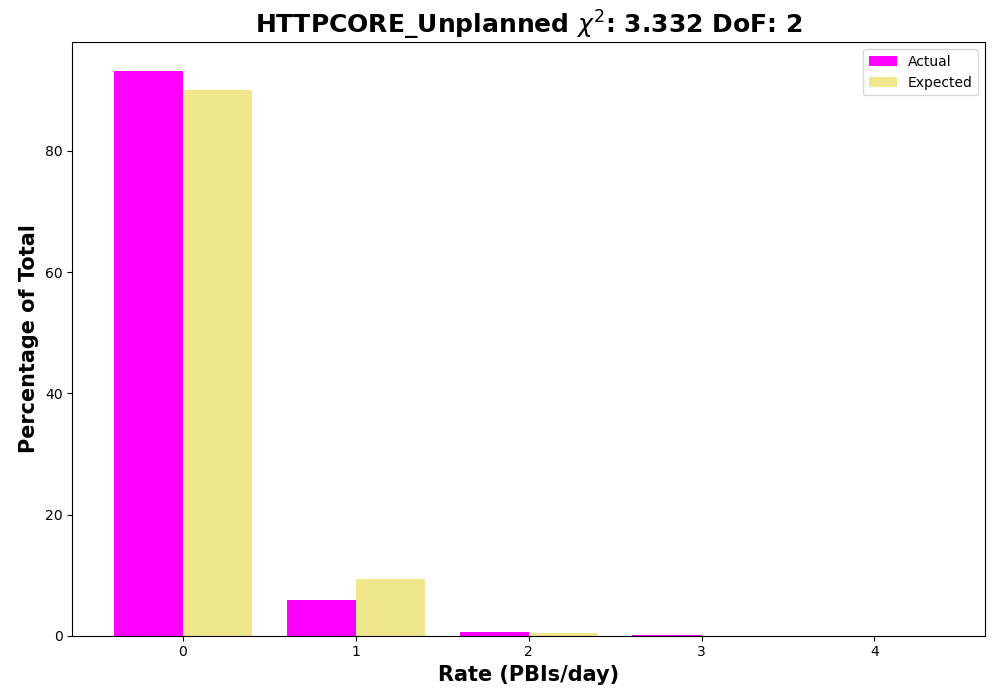 HTTPCORE_Unplanned χ²: 3.332 DoF: 2
Actual
Expected
Percentage of Total
80
60
40
20
0
0 1 2 3 4
Rate (PBIs/day)